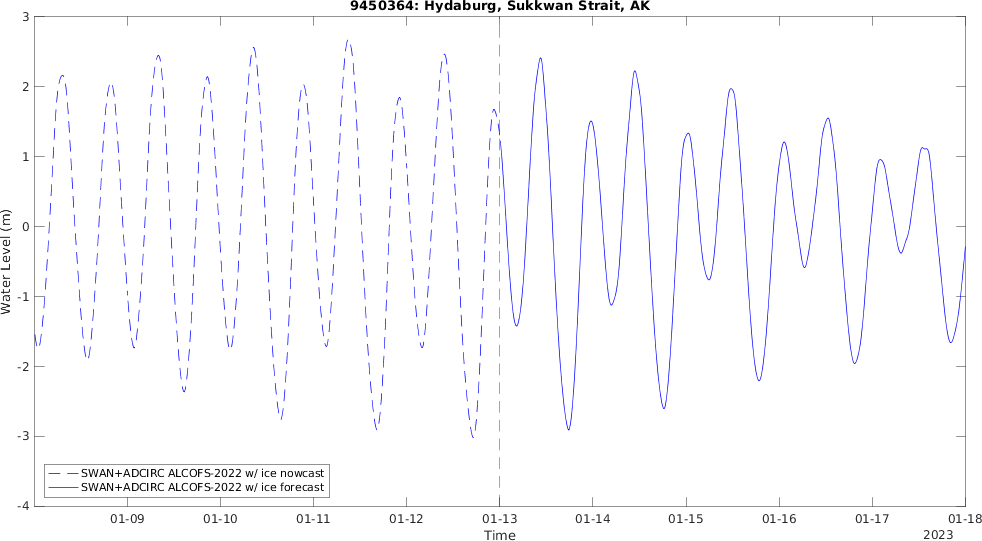 9450364: Hydaburg, Sukkwan Strait, AK
3
2
1
0
-1
-2
-3
-4
Water Level (m)
SWAN+ADCIRC ALCOFS-2022 w/ ice nowcast
SWAN+ADCIRC ALCOFS-2022 w/ ice forecast
01-09 01-10 01-11 01-12 01-13 01-14 01-15 01-16 01-17 01-18
Time
2023